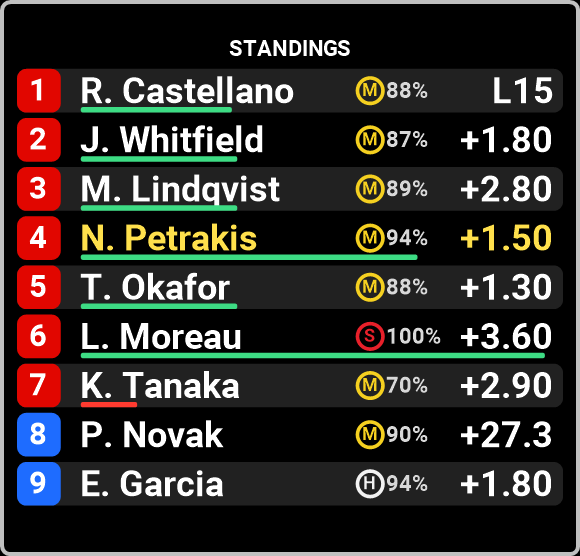 STANDINGS
1 R. Castellano M 88% L15
2 J. Whitfield M 87% +1.80
3 M. Lindqvist M 89% +2.80
4 N. Petrakis M 94% +1.50
5 T. Okafor M 88% +1.30
6 L. Moreau S 100% +3.60
7 K. Tanaka M 70% +2.90
8 P. Novak M 90% +27.3
9 E. Garcia H 94% +1.80